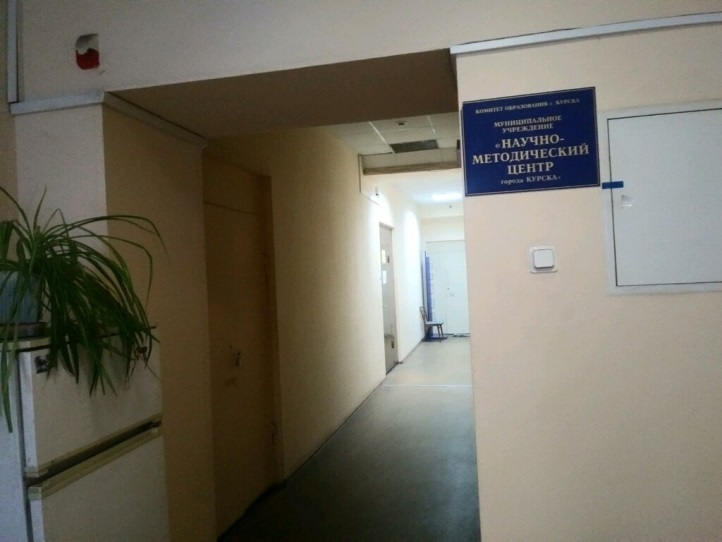 КОМИТЕТ ОБРАЗОВАНИЯ г. КУРСКА
МУНИЦИПАЛЬНОЕ
УЧРЕЖДЕНИЕ
«НАУЧНО-
МЕТОДИЧЕСКИЙ
ЦЕНТР
города КУРСКА»